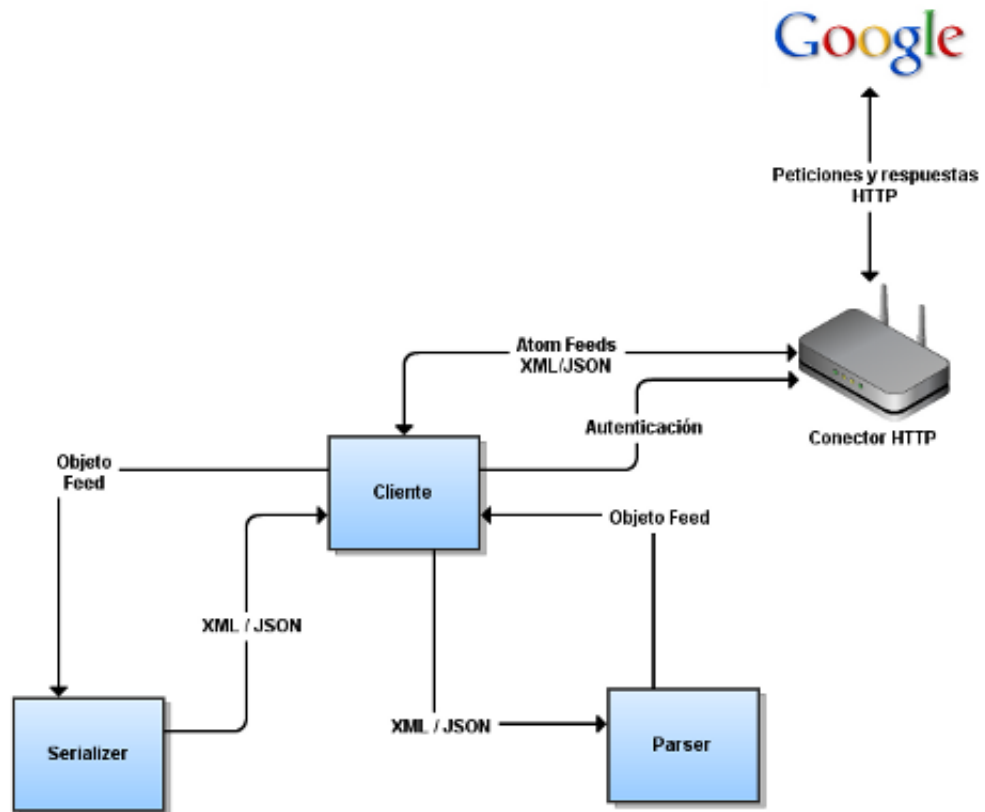 Google
Peticiones y respuestas
HTTP
Atom Feeds
XML/JSON
Autenticación
Conector HTTP
Objeto
Feed
Cliente
Objeto Feed
XML / JSON
XML / JSON
Serializer
Parser